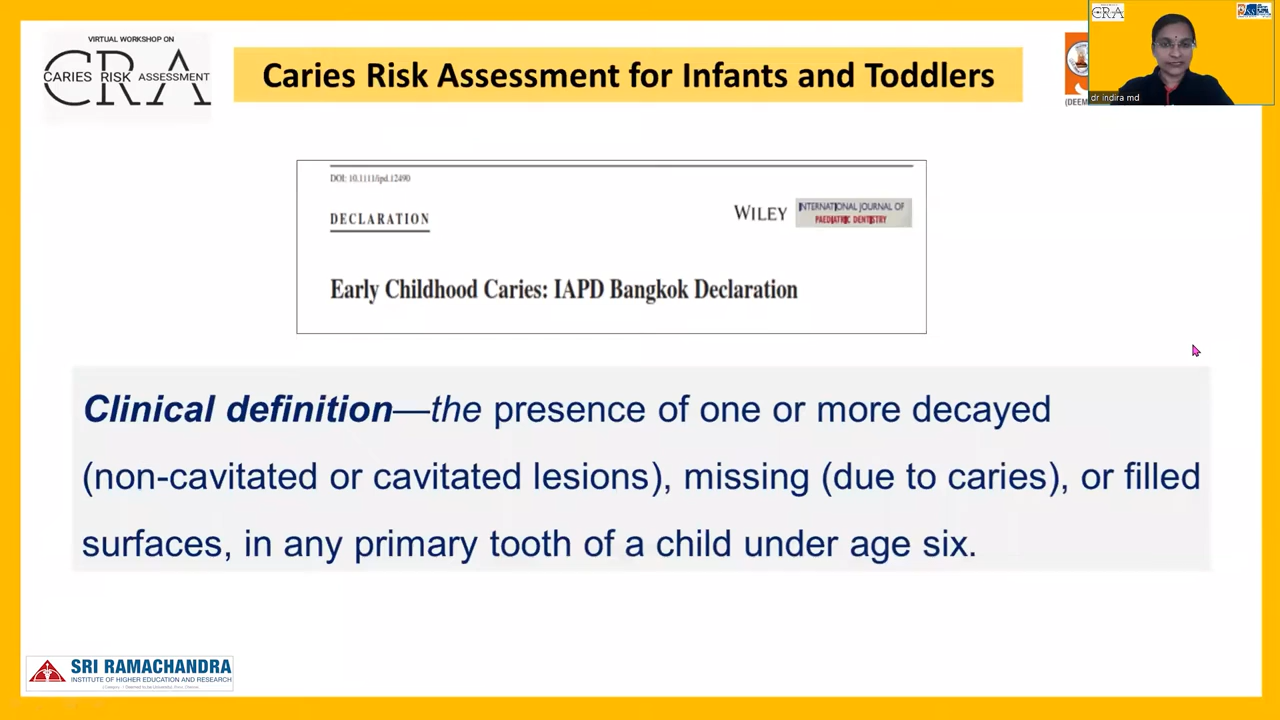 VIRTUAL WORKSHOP ON
CRA
CARIES RISK ASSESSMENT
Caries Risk Assessment for Infants and Toddlers
(DEEM
CRA
dr indira md
DOI: 10.1111/ipd.12490
DECLARATION
WILEY
INTERNATIONAL JOURNAL OF
PAEDIATRIC DENTISTRY
Early Childhood Caries: IAPD Bangkok Declaration
Clinical definition—the presence of one or more decayed
(non-cavitated or cavitated lesions), missing (due to caries), or filled
surfaces, in any primary tooth of a child under age six.
SRI RAMACHANDRA
INSTITUTE OF HIGHER EDUCATION AND RESEARCH